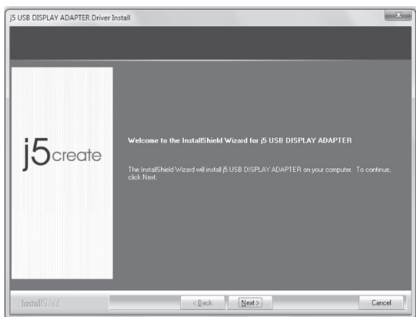 j5 USB DISPLAY ADAPTER Driver Install
x
j5create
Welcome to the InstallShield Wizard for j5 USB DISPLAY ADAPTER
The InstallShield Wizard will install j5 USB DISPLAY ADAPTER on your computer. To continue,
click Next.
InstallShield
< Back
Next >
Cancel